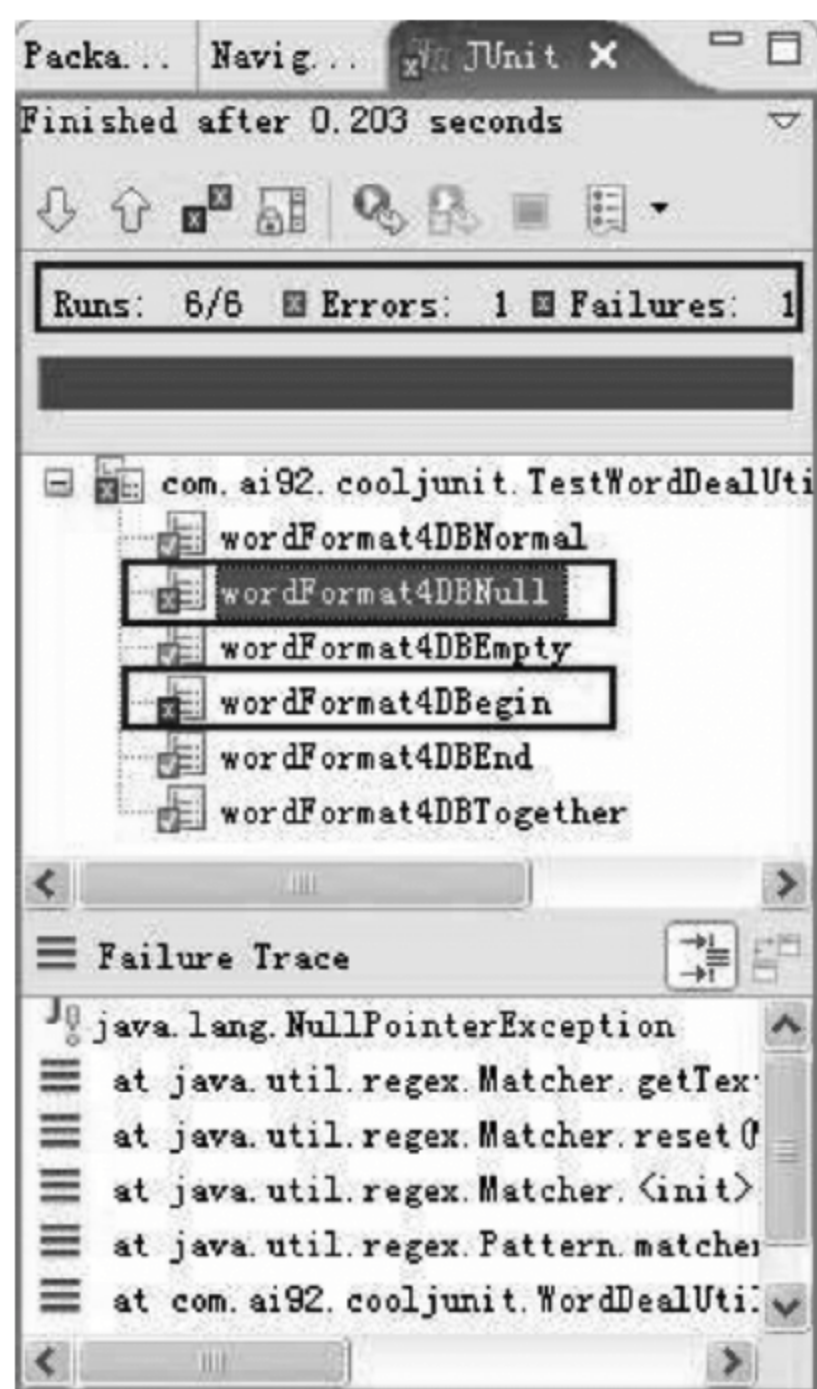 Packa... Navig... JUnit
Finished after 0.203 seconds
Runs: 6/6 Errors: 1 Failures: 1
com.ai92.cooljunit.TestWordDealUti
wordFormat4DBNormal
wordFormat4DBNull
wordFormat4DBEmpty
wordFormat4DBegin
wordFormat4DBEnd
wordFormat4DBTogether
Failure Trace
java.lang.NullPointerException
at java.util.regex.Matcher.getTex
at java.util.regex.Matcher.reset(
at java.util.regex.Matcher.<init>
at java.util.regex.Pattern.matche
at com.ai92.cooljunit.WordDealUti